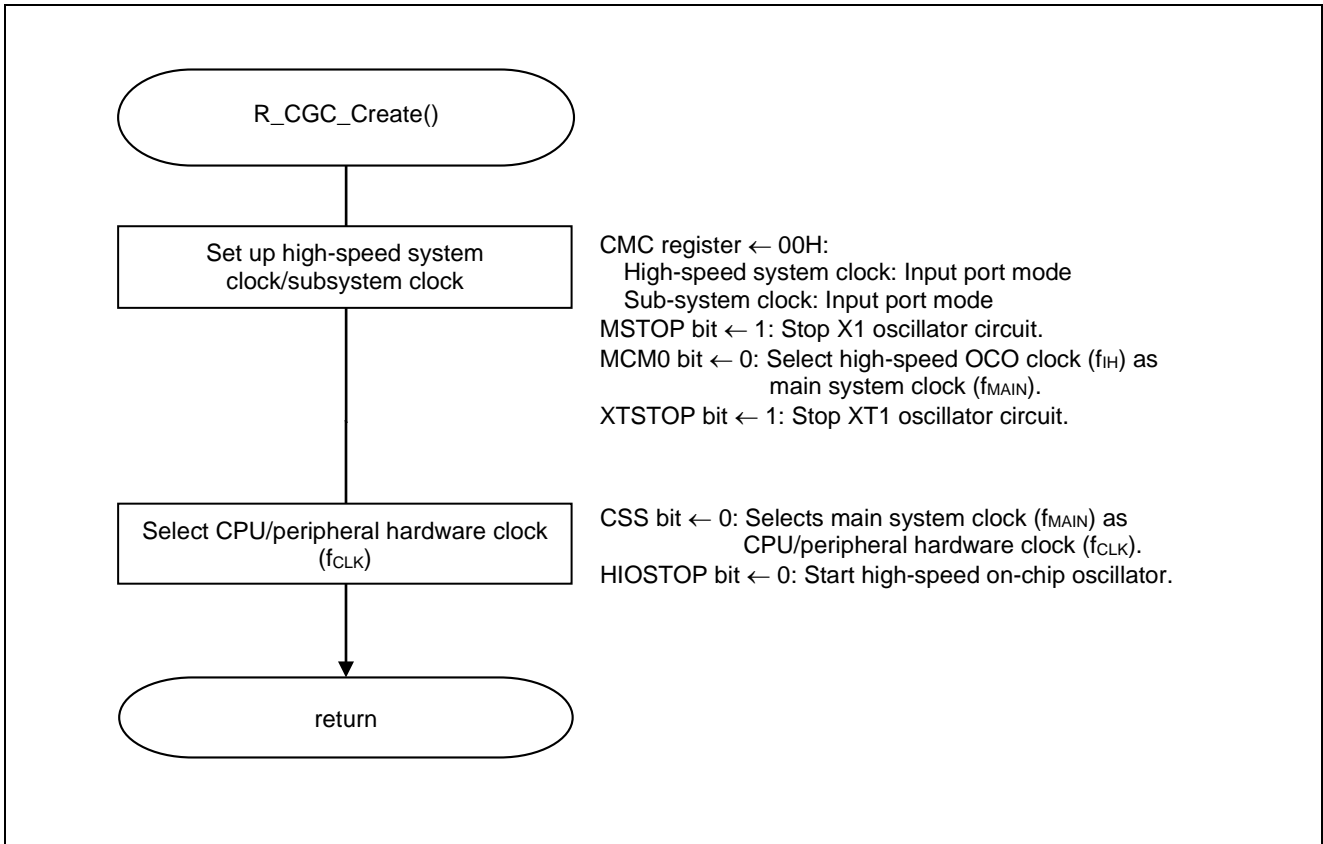 R_CGC_Create()
Set up high-speed system
clock/subsystem clock
CMC register ← 00H:
High-speed system clock: Input port mode
Sub-system clock: Input port mode
MSTOP bit ← 1: Stop X1 oscillator circuit.
MCM0 bit ← 0: Select high-speed OCO clock (fIH) as
main system clock (fMAIN).
XTSTOP bit ← 1: Stop XT1 oscillator circuit.
Select CPU/peripheral hardware clock
(fCLK)
CSS bit ← 0: Selects main system clock (fMAIN) as
CPU/peripheral hardware clock (fCLK).
HIOSTOP bit ← 0: Start high-speed on-chip oscillator.
return